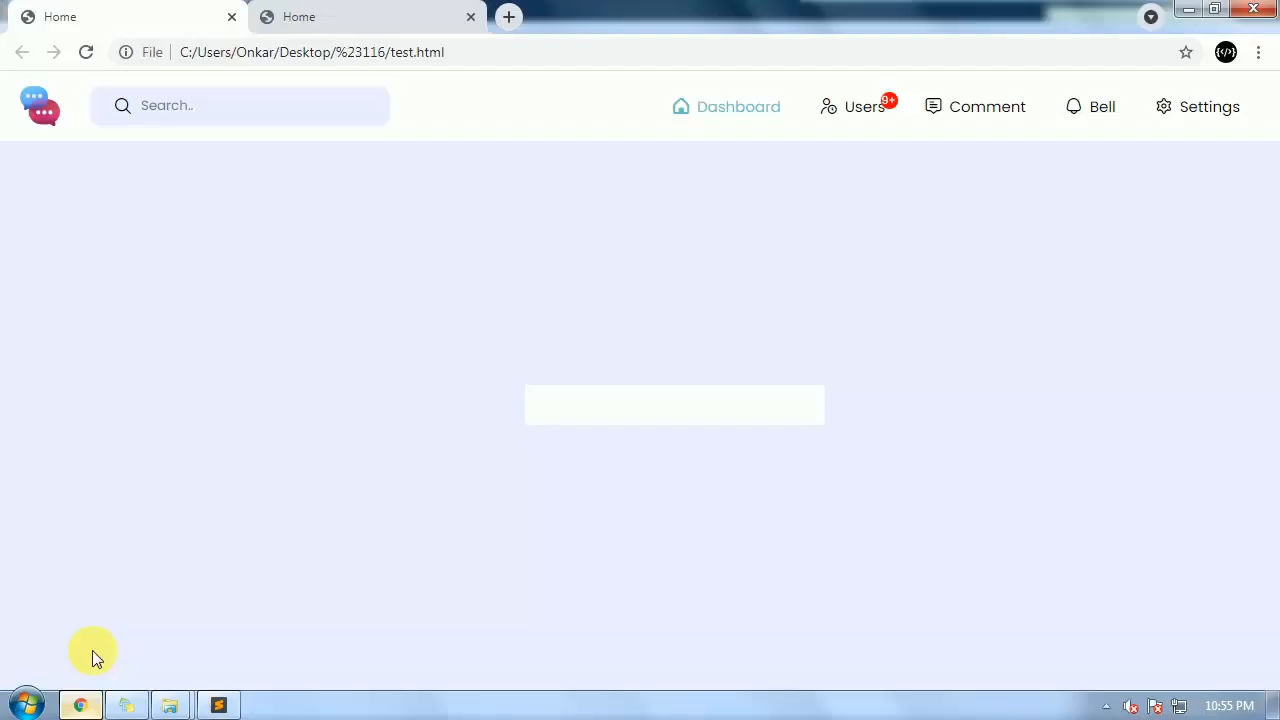 Home
Home
File
C:/Users/Onkar/Desktop/%23116/test.html
{/}
Search..
Dashboard
Users
9+
Comment
Bell
Settings
10:55 PM